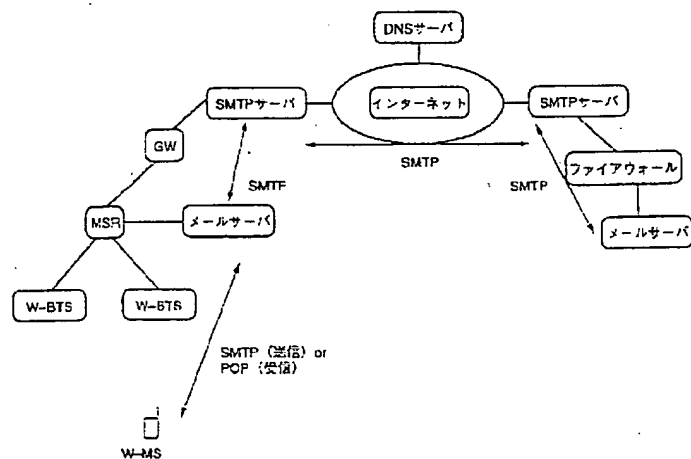 DNSサーバ
SMTPサーバ
インターネット
SMTPサーバ
GW
SMTP
ファイアウォール
SMTP
SMTP
MSR
メールサーバ
メールサーバ
W-BTS
W-BTS
SMTP (送信) or
POP (受信)
W-MS